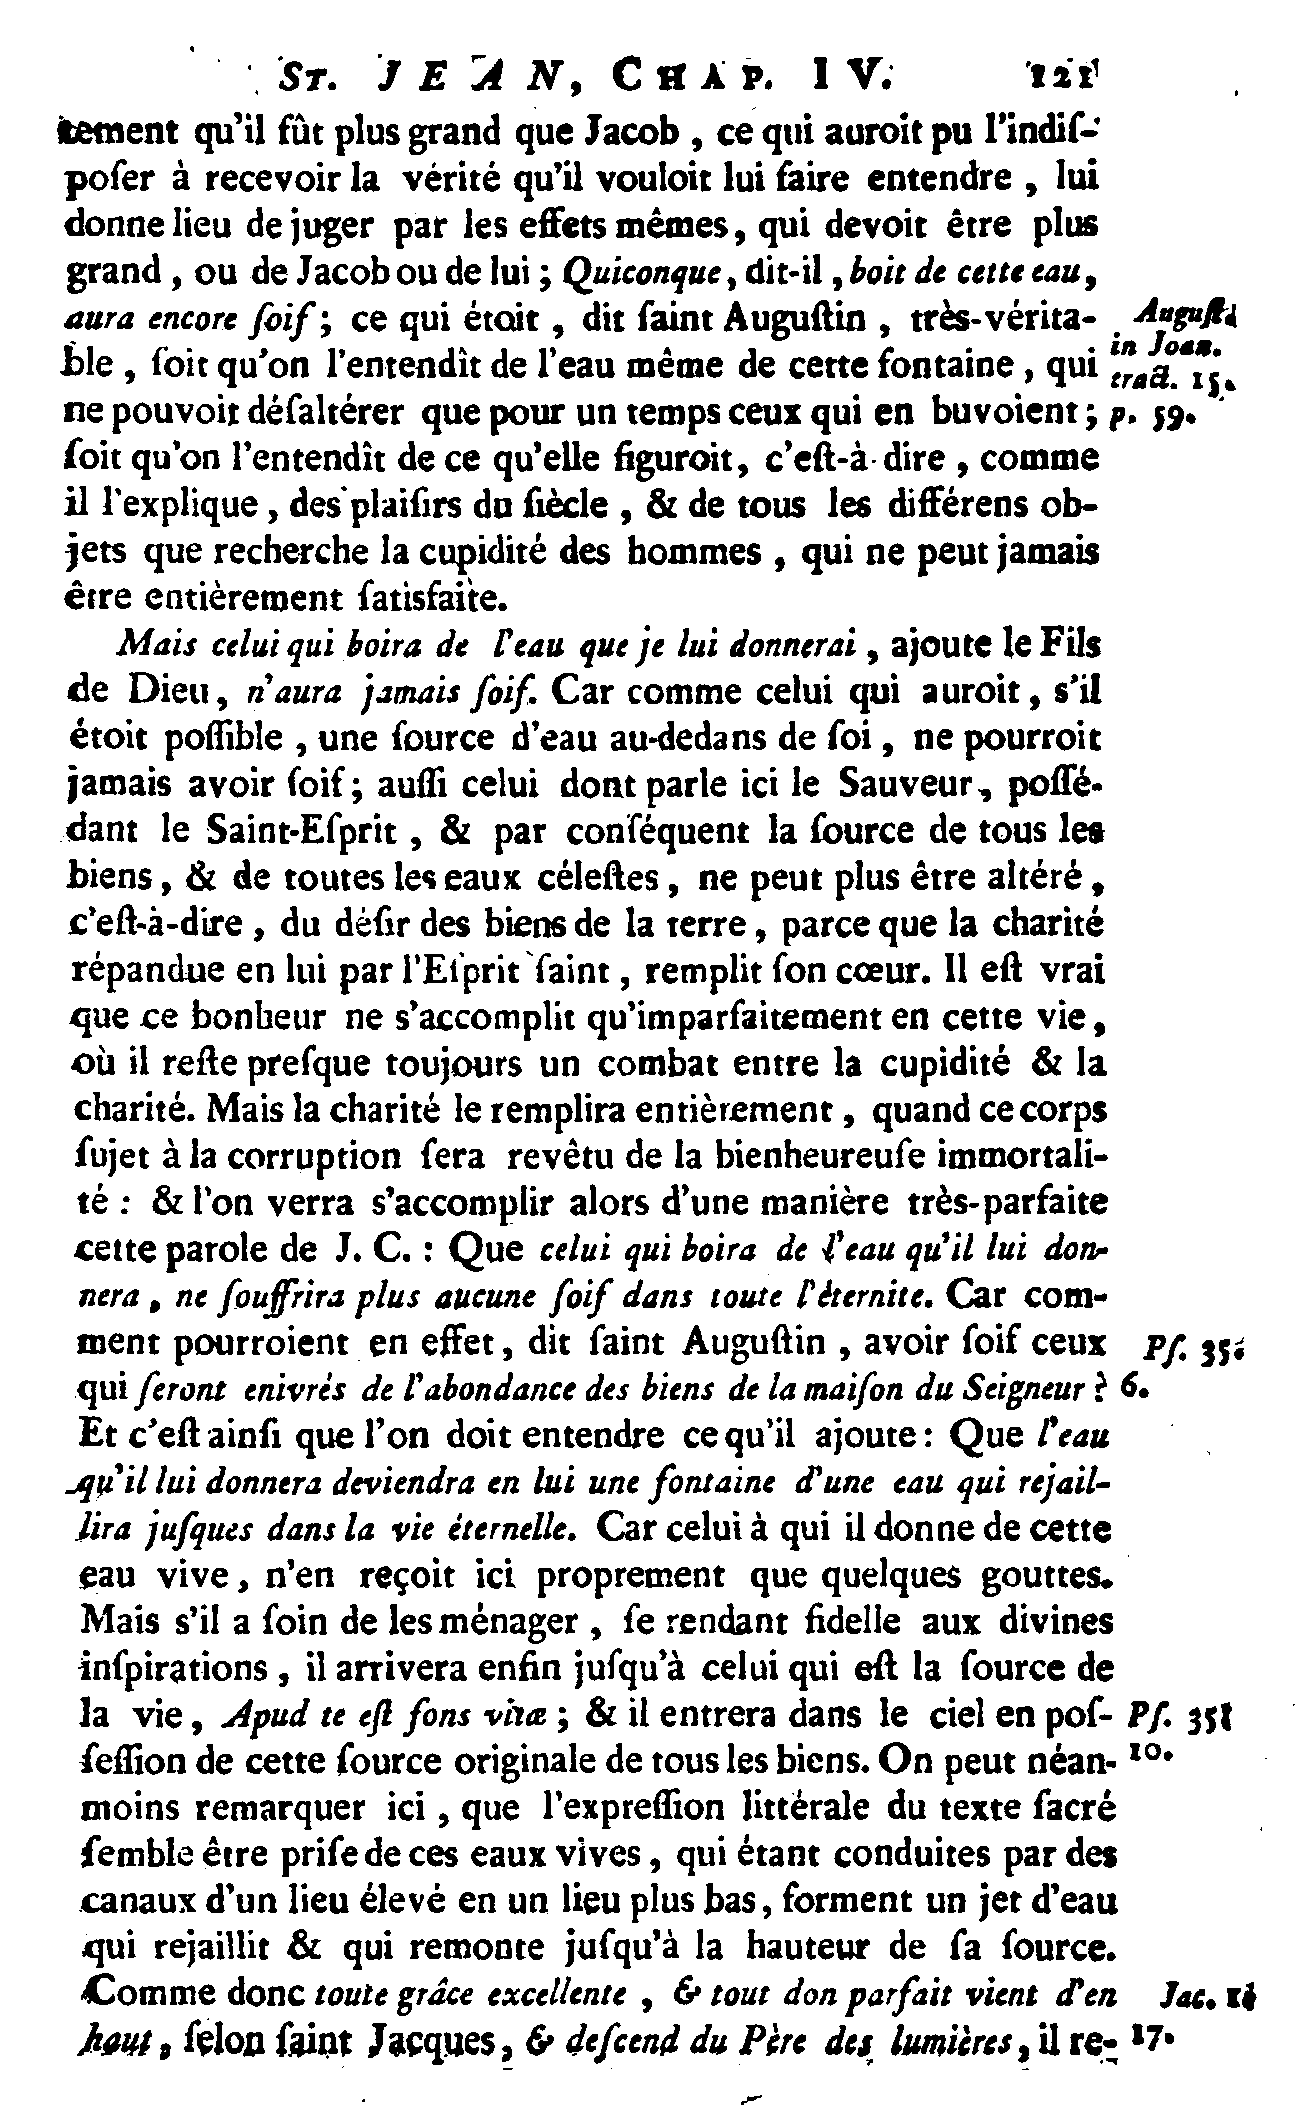 ST. JEAN, CHAP. IV. 121
tement qu'il fût plus grand que Jacob, ce qui auroit pu l'indiſ-
poſer à recevoir la vérité qu'il vouloit lui faire entendre, lui
donne lieu de juger par les effets mêmes, qui devoit être plus
grand, ou de Jacob ou de lui; Quiconque, dit-il, boit de cette eau,
aura encore ſoif; ce qui étoit, dit ſaint Auguſtin, très-vérita-
ble, ſoit qu'on l'entendît de l'eau même de cette fontaine, qui
ne pouvoit déſaltérer que pour un temps ceux qui en buvoient;
ſoit qu'on l'entendît de ce qu'elle figuroit, c'eſt-à-dire, comme
il l'explique, des plaiſirs du ſiècle, & de tous les différens ob-
jets que recherche la cupidité des hommes, qui ne peut jamais
être entièrement ſatisfaite.
Auguſt.
in Joan.
tract. 15.
p. 59.
Mais celui qui boira de l'eau que je lui donnerai, ajoute le Fils
de Dieu, n'aura jamais ſoif. Car comme celui qui auroit, s'il
étoit poſſible, une ſource d'eau au-dedans de ſoi, ne pourroit
jamais avoir ſoif; auſſi celui dont parle ici le Sauveur, poſſé-
dant le Saint-Eſprit, & par conſéquent la ſource de tous les
biens, & de toutes les eaux céleſtes, ne peut plus être altéré,
c'eſt-à-dire, du déſir des biens de la terre, parce que la charité
répandue en lui par l'Eſprit ſaint, remplit ſon cœur. Il eſt vrai
que ce bonheur ne s'accomplit qu'imparfaitement en cette vie,
où il reſte preſque toujours un combat entre la cupidité & la
charité. Mais la charité le remplira entièrement, quand ce corps
ſujet à la corruption ſera revêtu de la bienheureuſe immortali-
té : & l'on verra s'accomplir alors d'une manière très-parfaite
cette parole de J. C. : Que celui qui boira de l'eau qu'il lui don-
nera, ne ſouffrira plus aucune ſoif dans toute l'éternite. Car com-
ment pourroient en effet, dit ſaint Auguſtin, avoir ſoif ceux
qui ſeront enivrés de l'abondance des biens de la maiſon du Seigneur ?
Pſ. 35.
6.
Et c'eſt ainſi que l'on doit entendre ce qu'il ajoute : Que l'eau
qu'il lui donnera deviendra en lui une fontaine d'une eau qui rejail-
lira juſques dans la vie éternelle. Car celui à qui il donne de cette
eau vive, n'en reçoit ici proprement que quelques gouttes.
Mais s'il a ſoin de les ménager, ſe rendant fidelle aux divines
inſpirations, il arrivera enfin juſqu'à celui qui eſt la ſource de
la vie, Apud te eſt fons vitæ; & il entrera dans le ciel en poſ-
ſeſſion de cette ſource originale de tous les biens. On peut néan-
Pſ. 35.
10.
moins remarquer ici, que l'expreſſion littérale du texte ſacré
ſemble être priſe de ces eaux vives, qui étant conduites par des
canaux d'un lieu élevé en un lieu plus bas, forment un jet d'eau
qui rejaillit & qui remonte juſqu'à la hauteur de ſa ſource.
Comme donc toute grâce excellente, & tout don parfait vient d'en
haut, ſelon ſaint Jacques, & deſcend du Père des lumières, il re-
Jac. 1.
17.